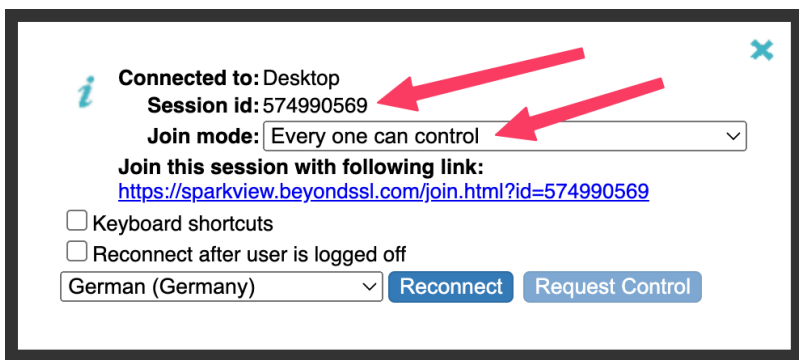 Connected to: Desktop
Session id: 574990569
Join mode: Every one can control
Join this session with following link:
https://sparkview.beyondssl.com/join.html?id=574990569
Keyboard shortcuts
Reconnect after user is logged off
German (Germany) Reconnect Request Control